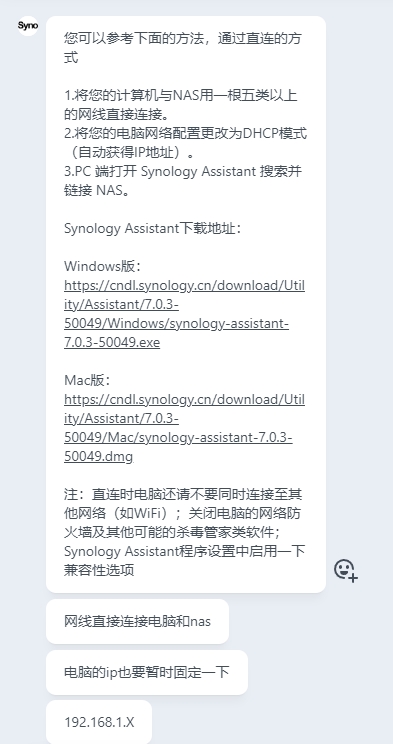 Syno
您可以参考下面的方法，通过直连的方
式
1.将您的计算机与NAS用一根五类以上
的网线直接连接。
2.将您的电脑网络配置更改为DHCP模式
（自动获得IP地址）。
3.PC 端打开 Synology Assistant 搜索并
链接 NAS。
Synology Assistant下载地址：
Windows版：
https://cndl.synology.cn/download/Util
ity/Assistant/7.0.3-
50049/Windows/synology-assistant-
7.0.3-50049.exe
Mac版：
https://cndl.synology.cn/download/Util
ity/Assistant/7.0.3-
50049/Mac/synology-assistant-7.0.3-
50049.dmg
注：直连时电脑还请不要同时连接至其
他网络（如WiFi）；关闭电脑的网络防
火墙及其他可能的杀毒管家类软件；
Synology Assistant程序设置中启用一下
兼容性选项
网线直接连接电脑和nas
电脑的ip也要暂时固定一下
192.168.1.X